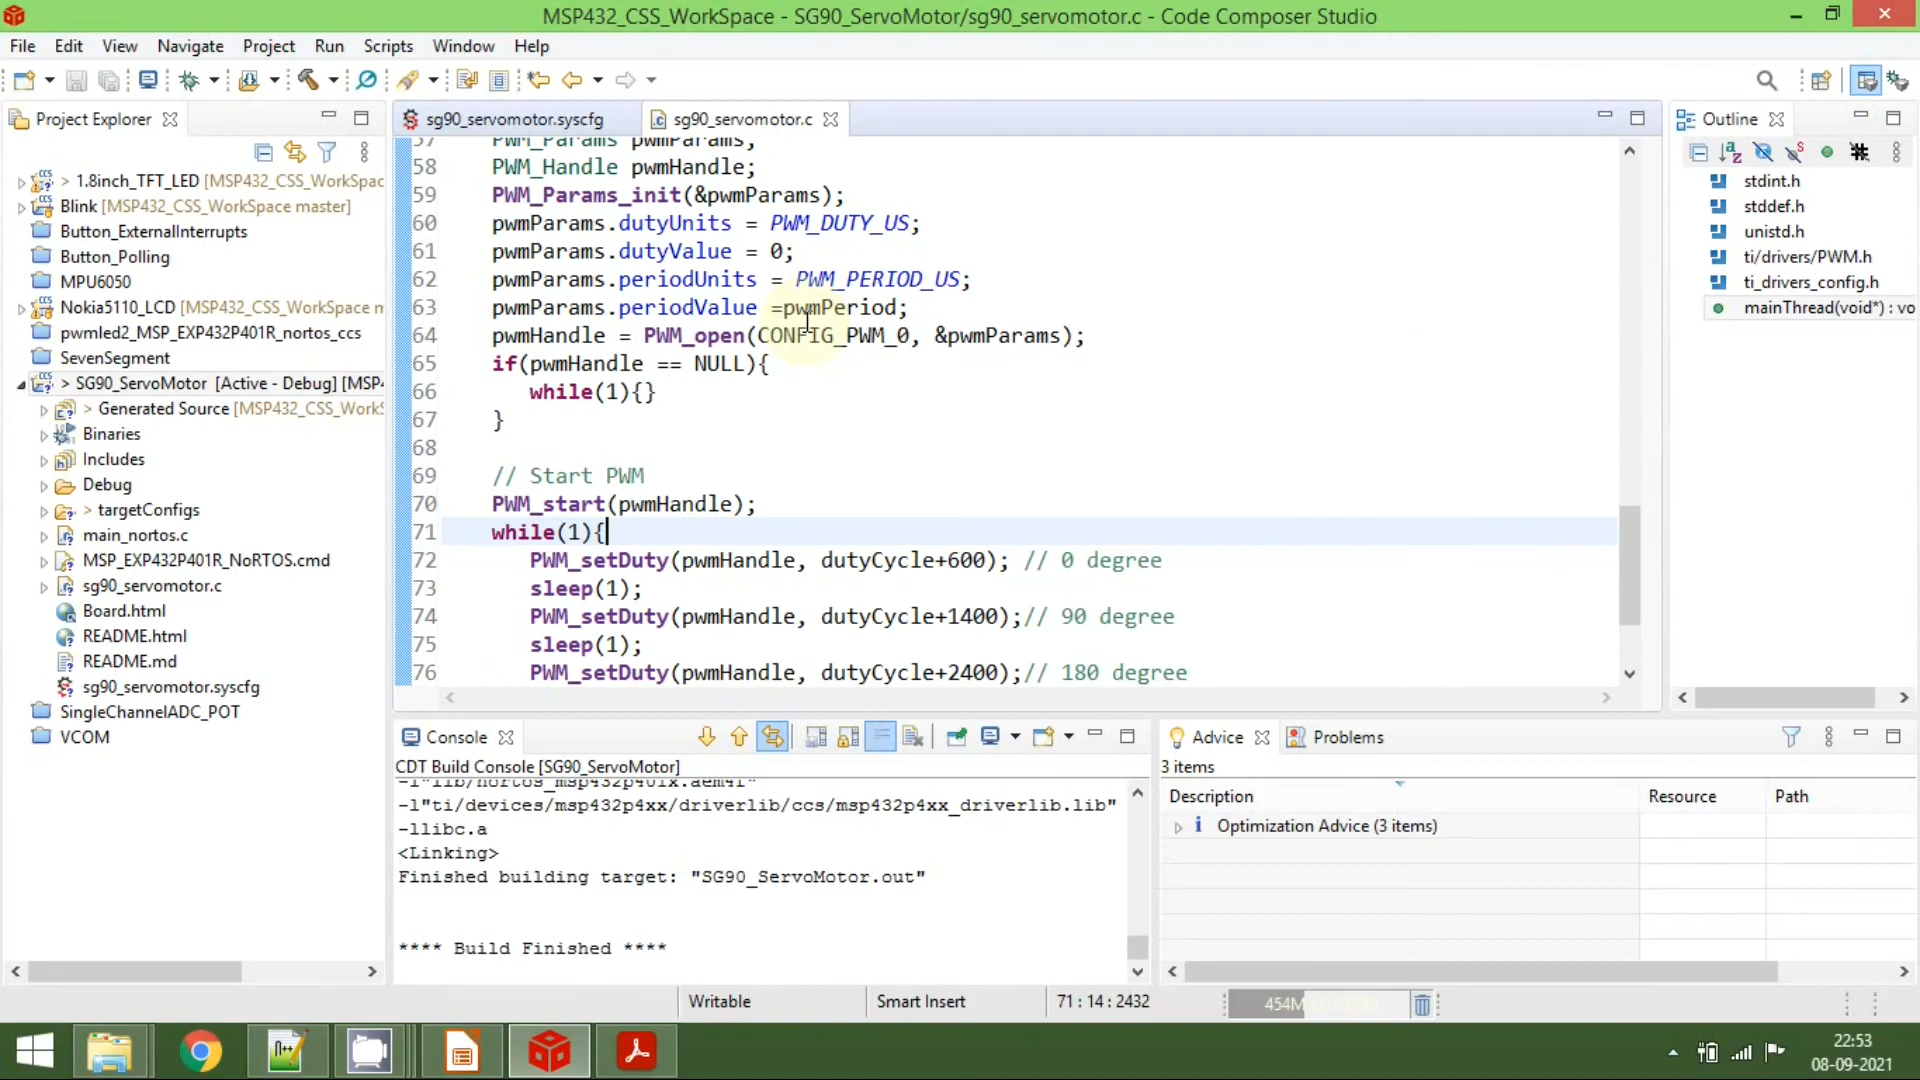 MSP432_CSS_WorkSpace - SG90_ServoMotor/sg90_servomotor.c - Code Composer Studio
File Edit View Navigate Project Run Scripts Window Help
Project Explorer
> 1.8inch_TFT_LED [MSP432_CSS_WorkSpac
Blink [MSP432_CSS_WorkSpace master]
Button_ExternalInterrupts
Button_Polling
MPU6050
Nokia5110_LCD [MSP432_CSS_WorkSpace m
pwmled2_MSP_EXP432P401R_nortos_ccs
SevenSegment
> SG90_ServoMotor [Active - Debug] [MSP4
> Generated Source [MSP432_CSS_WorkS
Binaries
Includes
Debug
> targetConfigs
main_nortos.c
MSP_EXP432P401R_NoRTOS.cmd
sg90_servomotor.c
Board.html
README.html
README.md
sg90_servomotor.syscfg
SingleChannelADC_POT
VCOM
sg90_servomotor.syscfg
sg90_servomotor.c
57 PWM_Params pwmParams;
58 PWM_Handle pwmHandle;
59 PWM_Params_init(&pwmParams);
60 pwmParams.dutyUnits = PWM_DUTY_US;
61 pwmParams.dutyValue = 0;
62 pwmParams.periodUnits = PWM_PERIOD_US;
63 pwmParams.periodValue =pwmPeriod;
64 pwmHandle = PWM_open(CONFIG_PWM_0, &pwmParams);
65 if(pwmHandle == NULL){
66 while(1){}
67 }
68
69 // Start PWM
70 PWM_start(pwmHandle);
71 while(1){
72 PWM_setDuty(pwmHandle, dutyCycle+600); // 0 degree
73 sleep(1);
74 PWM_setDuty(pwmHandle, dutyCycle+1400);// 90 degree
75 sleep(1);
76 PWM_setDuty(pwmHandle, dutyCycle+2400);// 180 degree
Outline
stdint.h
stddef.h
unistd.h
ti/drivers/PWM.h
ti_drivers_config.h
mainThread(void*) : vo
Console
CDT Build Console [SG90_ServoMotor]
-l"lib/nortos_msp432p401x.aem4f"
-l"ti/devices/msp432p4xx/driverlib/ccs/msp432p4xx_driverlib.lib"
-llibc.a
<Linking>
Finished building target: "SG90_ServoMotor.out"
**** Build Finished ****
Advice
Problems
3 items
Description Resource Path
Optimization Advice (3 items)
Writable Smart Insert 71 : 14 : 2432
22:53
08-09-2021